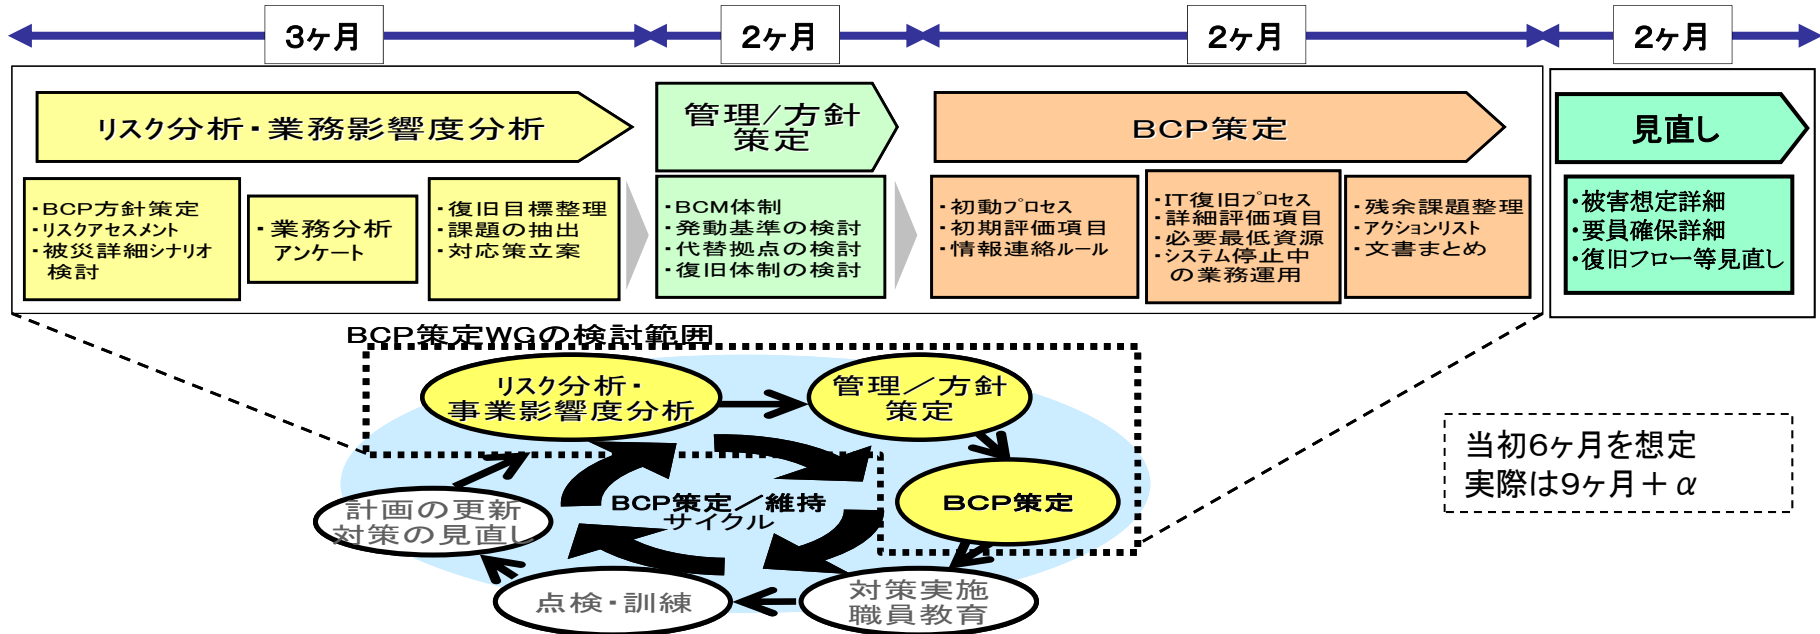 3ヶ月
2ヶ月
2ヶ月
2ヶ月
リスク分析・業務影響度分析
管理/方針
策定
BCP策定
見直し
・BCP方針策定
・リスクアセスメント
・被災詳細シナリオ
検討
・業務分析
アンケート
・復旧目標整理
・課題の抽出
・対応策立案
・BCM体制
・発動基準の検討
・代替拠点の検討
・復旧体制の検討
・初動プロセス
・初期評価項目
・情報連絡ルール
・IT復旧プロセス
・詳細評価項目
・必要最低資源
・システム停止中
の業務運用
・残余課題整理
・アクションリスト
・文書まとめ
・被害想定詳細
・要員確保詳細
・復旧フロー等見直し
BCP策定WGの検討範囲
リスク分析・
事業影響度分析
管理／方針
策定
BCP策定
対策実施
職員教育
点検・訓練
計画の更新
対策の見直し
BCP策定／維持
サイクル
当初6ヶ月を想定
実際は9ヶ月＋α